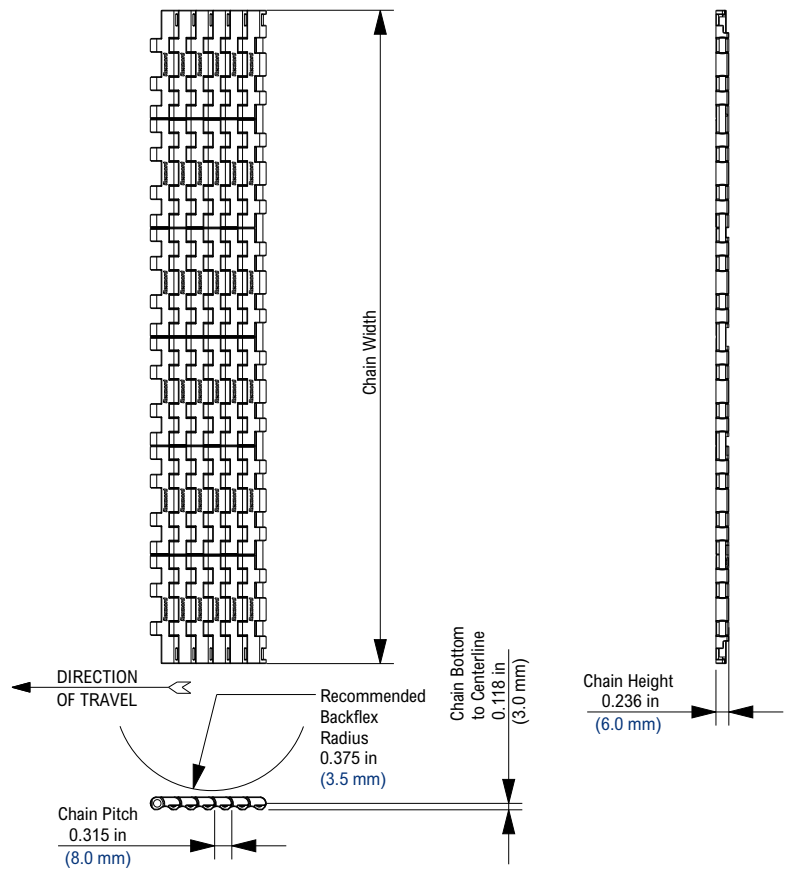 Chain Width
DIRECTION
OF TRAVEL
Recommended
Backflex
Radius
0.375 in
(3.5 mm)
Chain Bottom
to Centerline
0.118 in
(3.0 mm)
Chain Height
0.236 in
(6.0 mm)
Chain Pitch
0.315 in
(8.0 mm)